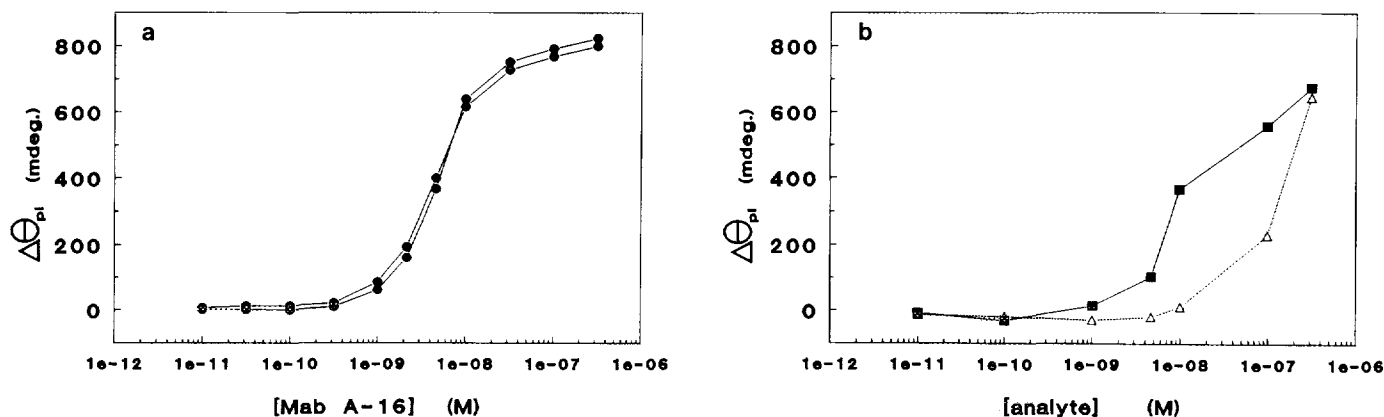 a
800
600
400
200
0
ΔΘpl (mdeg.)
1e-12 1e-11 1e-10 1e-09 1e-08 1e-07 1e-06
[Mab A-16] (M)
b
800
600
400
200
0
ΔΘpl (mdeg.)
1e-12 1e-11 1e-10 1e-09 1e-08 1e-07 1e-06
[analyte] (M)